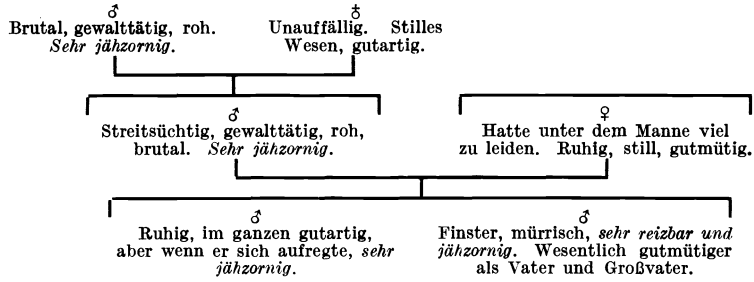 ♂
Brutal, gewalttätig, roh.
Sehr jähzornig.
♁
Unauffällig. Stilles
Wesen, gutartig.
♂
Streitsüchtig, gewalttätig, roh,
brutal. Sehr jähzornig.
♀
Hatte unter dem Manne viel
zu leiden. Ruhig, still, gutmütig.
♂
Ruhig, im ganzen gutartig,
aber wenn er sich aufregte, sehr
jähzornig.
♂
Finster, mürrisch, sehr reizbar und
jähzornig. Wesentlich gutmütiger
als Vater und Großvater.